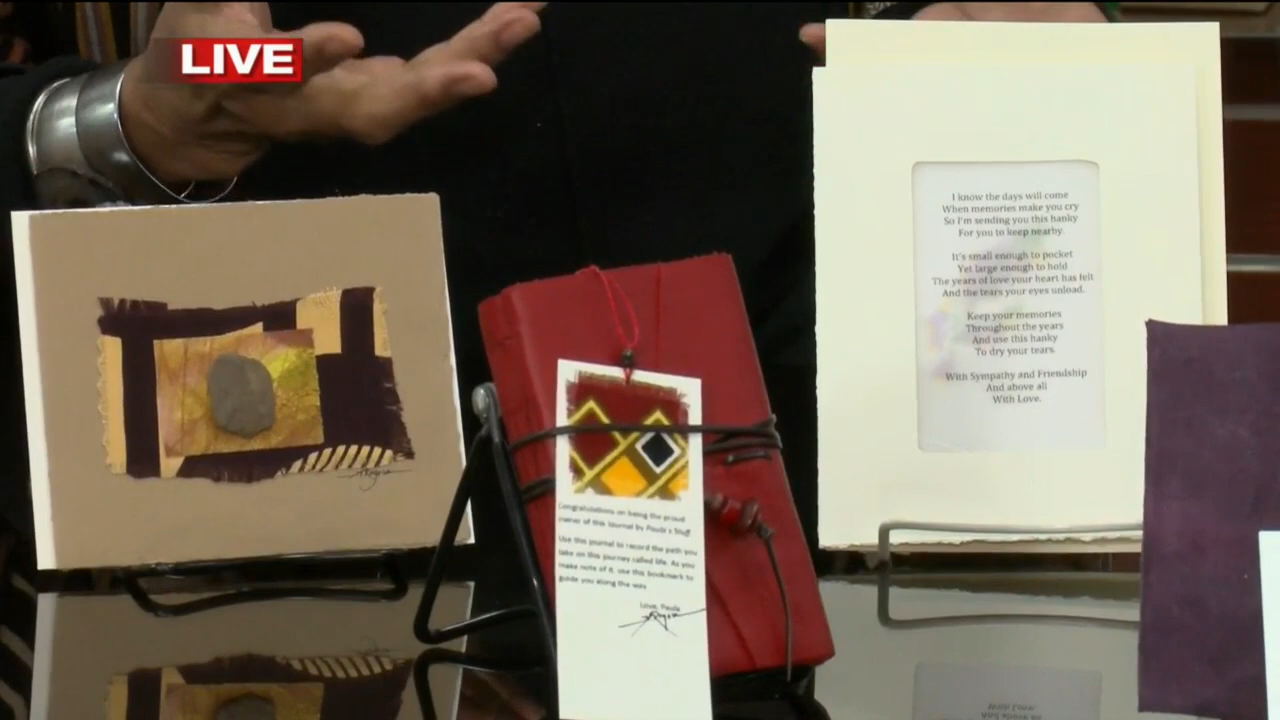 LIVE
I know the days will come
When memories make you cry
So I'm sending you this hanky
For you to keep nearby.
It's small enough to pocket
Yet large enough to hold
The years of love your heart has felt
And the tears your eyes unload.
Keep your memories
Throughout the years
And use this hanky
To dry your tears.
With Sympathy and Friendship
And above all
With Love.
Congratulations on being the proud
owner of this journal by Paula's Stuff
Use this journal to record the path you
take on this journey called life. As you
make note of it, use this bookmark to
guide you along the way
Love, Paula
With Love.
And above all